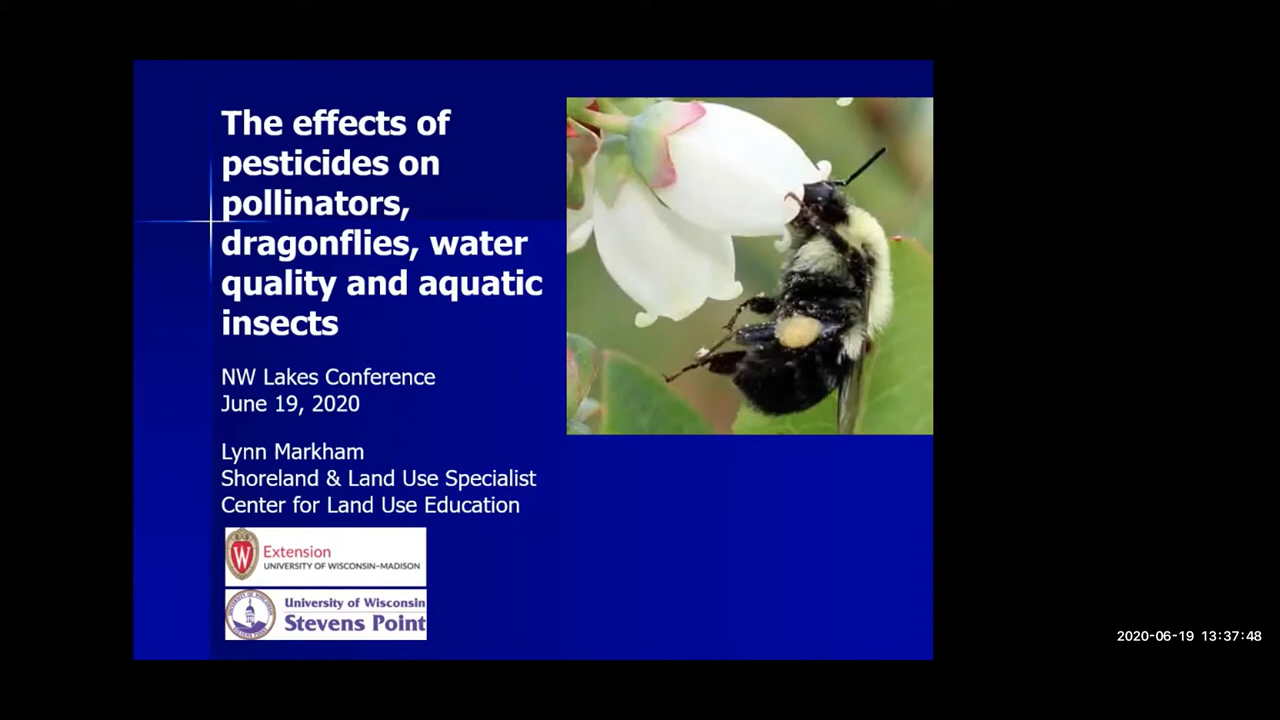 The effects of
pesticides on
pollinators,
dragonflies, water
quality and aquatic
insects
NW Lakes Conference
June 19, 2020
Lynn Markham
Shoreland & Land Use Specialist
Center for Land Use Education
Extension
UNIVERSITY OF WISCONSIN-MADISON
University of Wisconsin
Stevens Point
2020-06-19 13:37:48